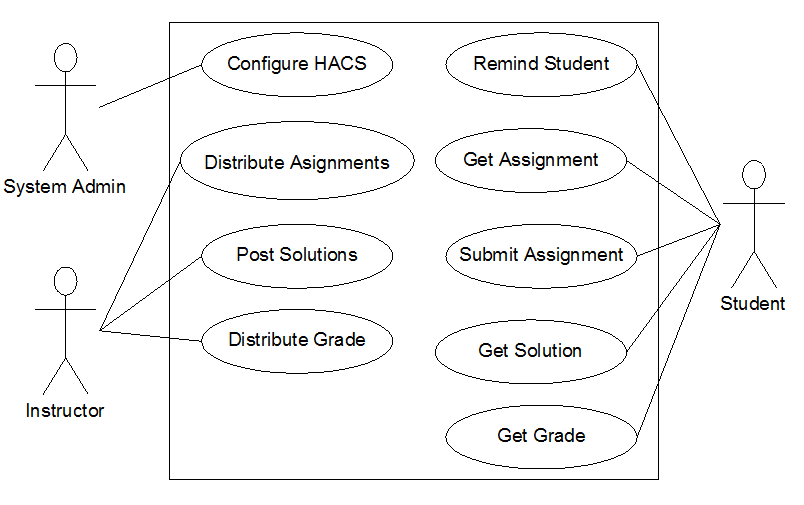 Configure HACS
Remind Student
System Admin
Distribute Asignments
Get Assignment
Post Solutions
Submit Assignment
Student
Distribute Grade
Get Solution
Instructor
Get Grade